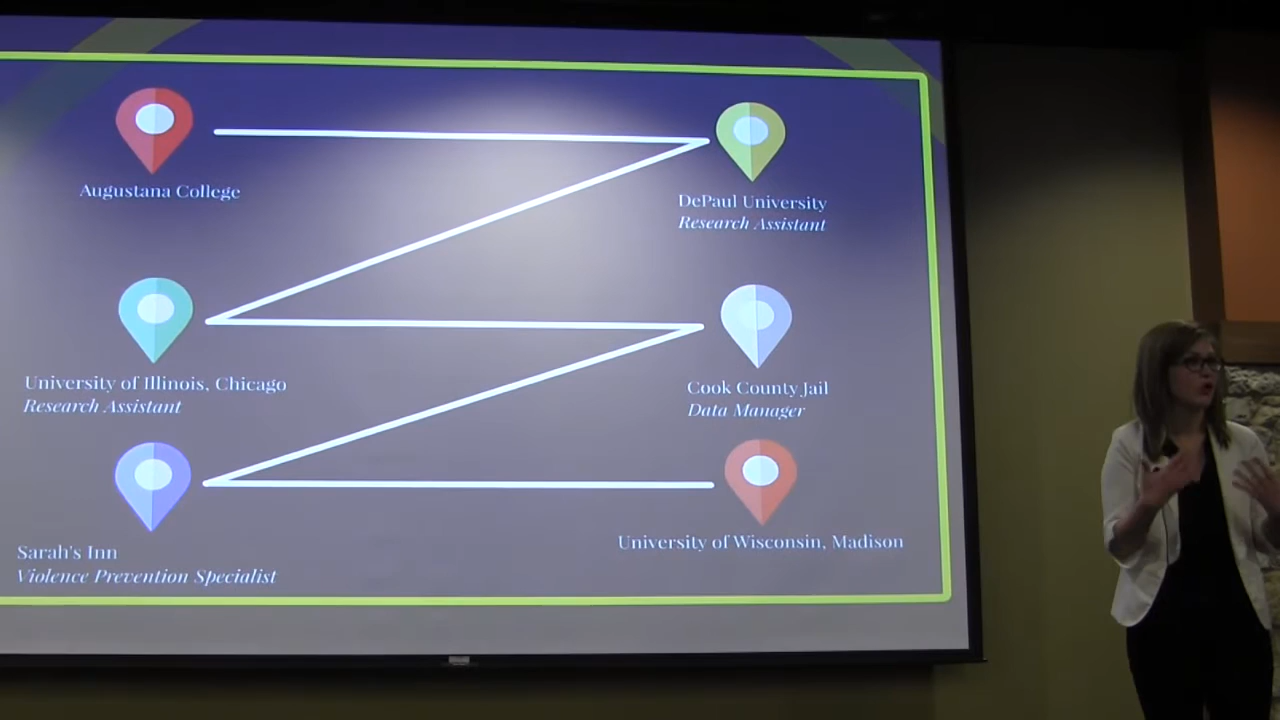 Augustana College
DePaul University
Research Assistant
University of Illinois, Chicago
Research Assistant
Cook County Jail
Data Manager
Sarah's Inn
Violence Prevention Specialist
University of Wisconsin, Madison